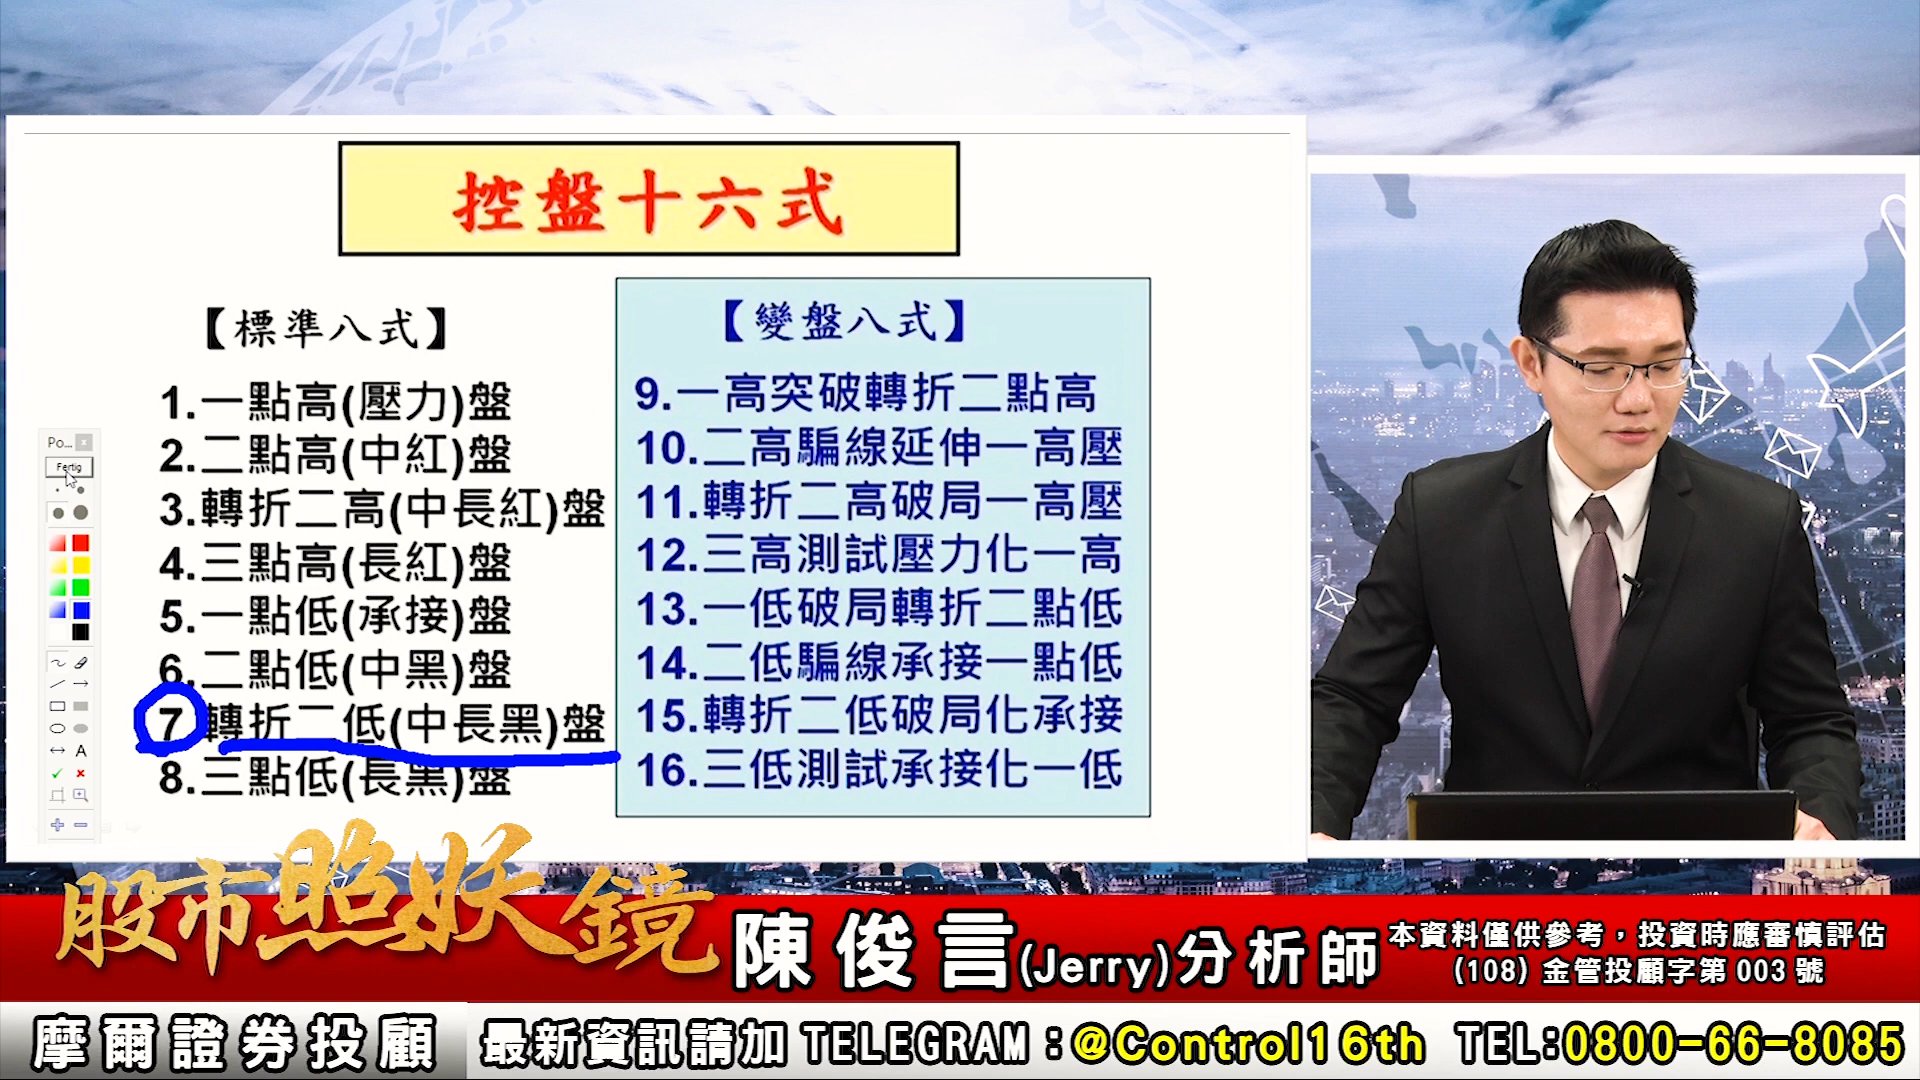 控盤十六式
【標準八式】
1.一點高(壓力)盤
2.二點高(中紅)盤
3.轉折二高(中長紅)盤
4.三點高(長紅)盤
5.一點低(承接)盤
6.二點低(中黑)盤
7 轉折二低(中長黑)盤
8.三點低(長黑)盤
【變盤八式】
9.一高突破轉折二點高
10.二高騙線延伸一高壓
11.轉折二高破局一高壓
12.三高測試壓力化一高
13.一低破局轉折二點低
14.二低騙線承接一點低
15.轉折二低破局化承接
16.三低測試承接化一低
Po...
Fertig
A
股市照妖鏡
陳俊言(Jerry)分析師
本資料僅供參考，投資時應審慎評估
(108) 金管投顧字第 003 號
摩爾證券投顧
最新資訊請加 TELEGRAM：@Control16th TEL:0800-66-8085